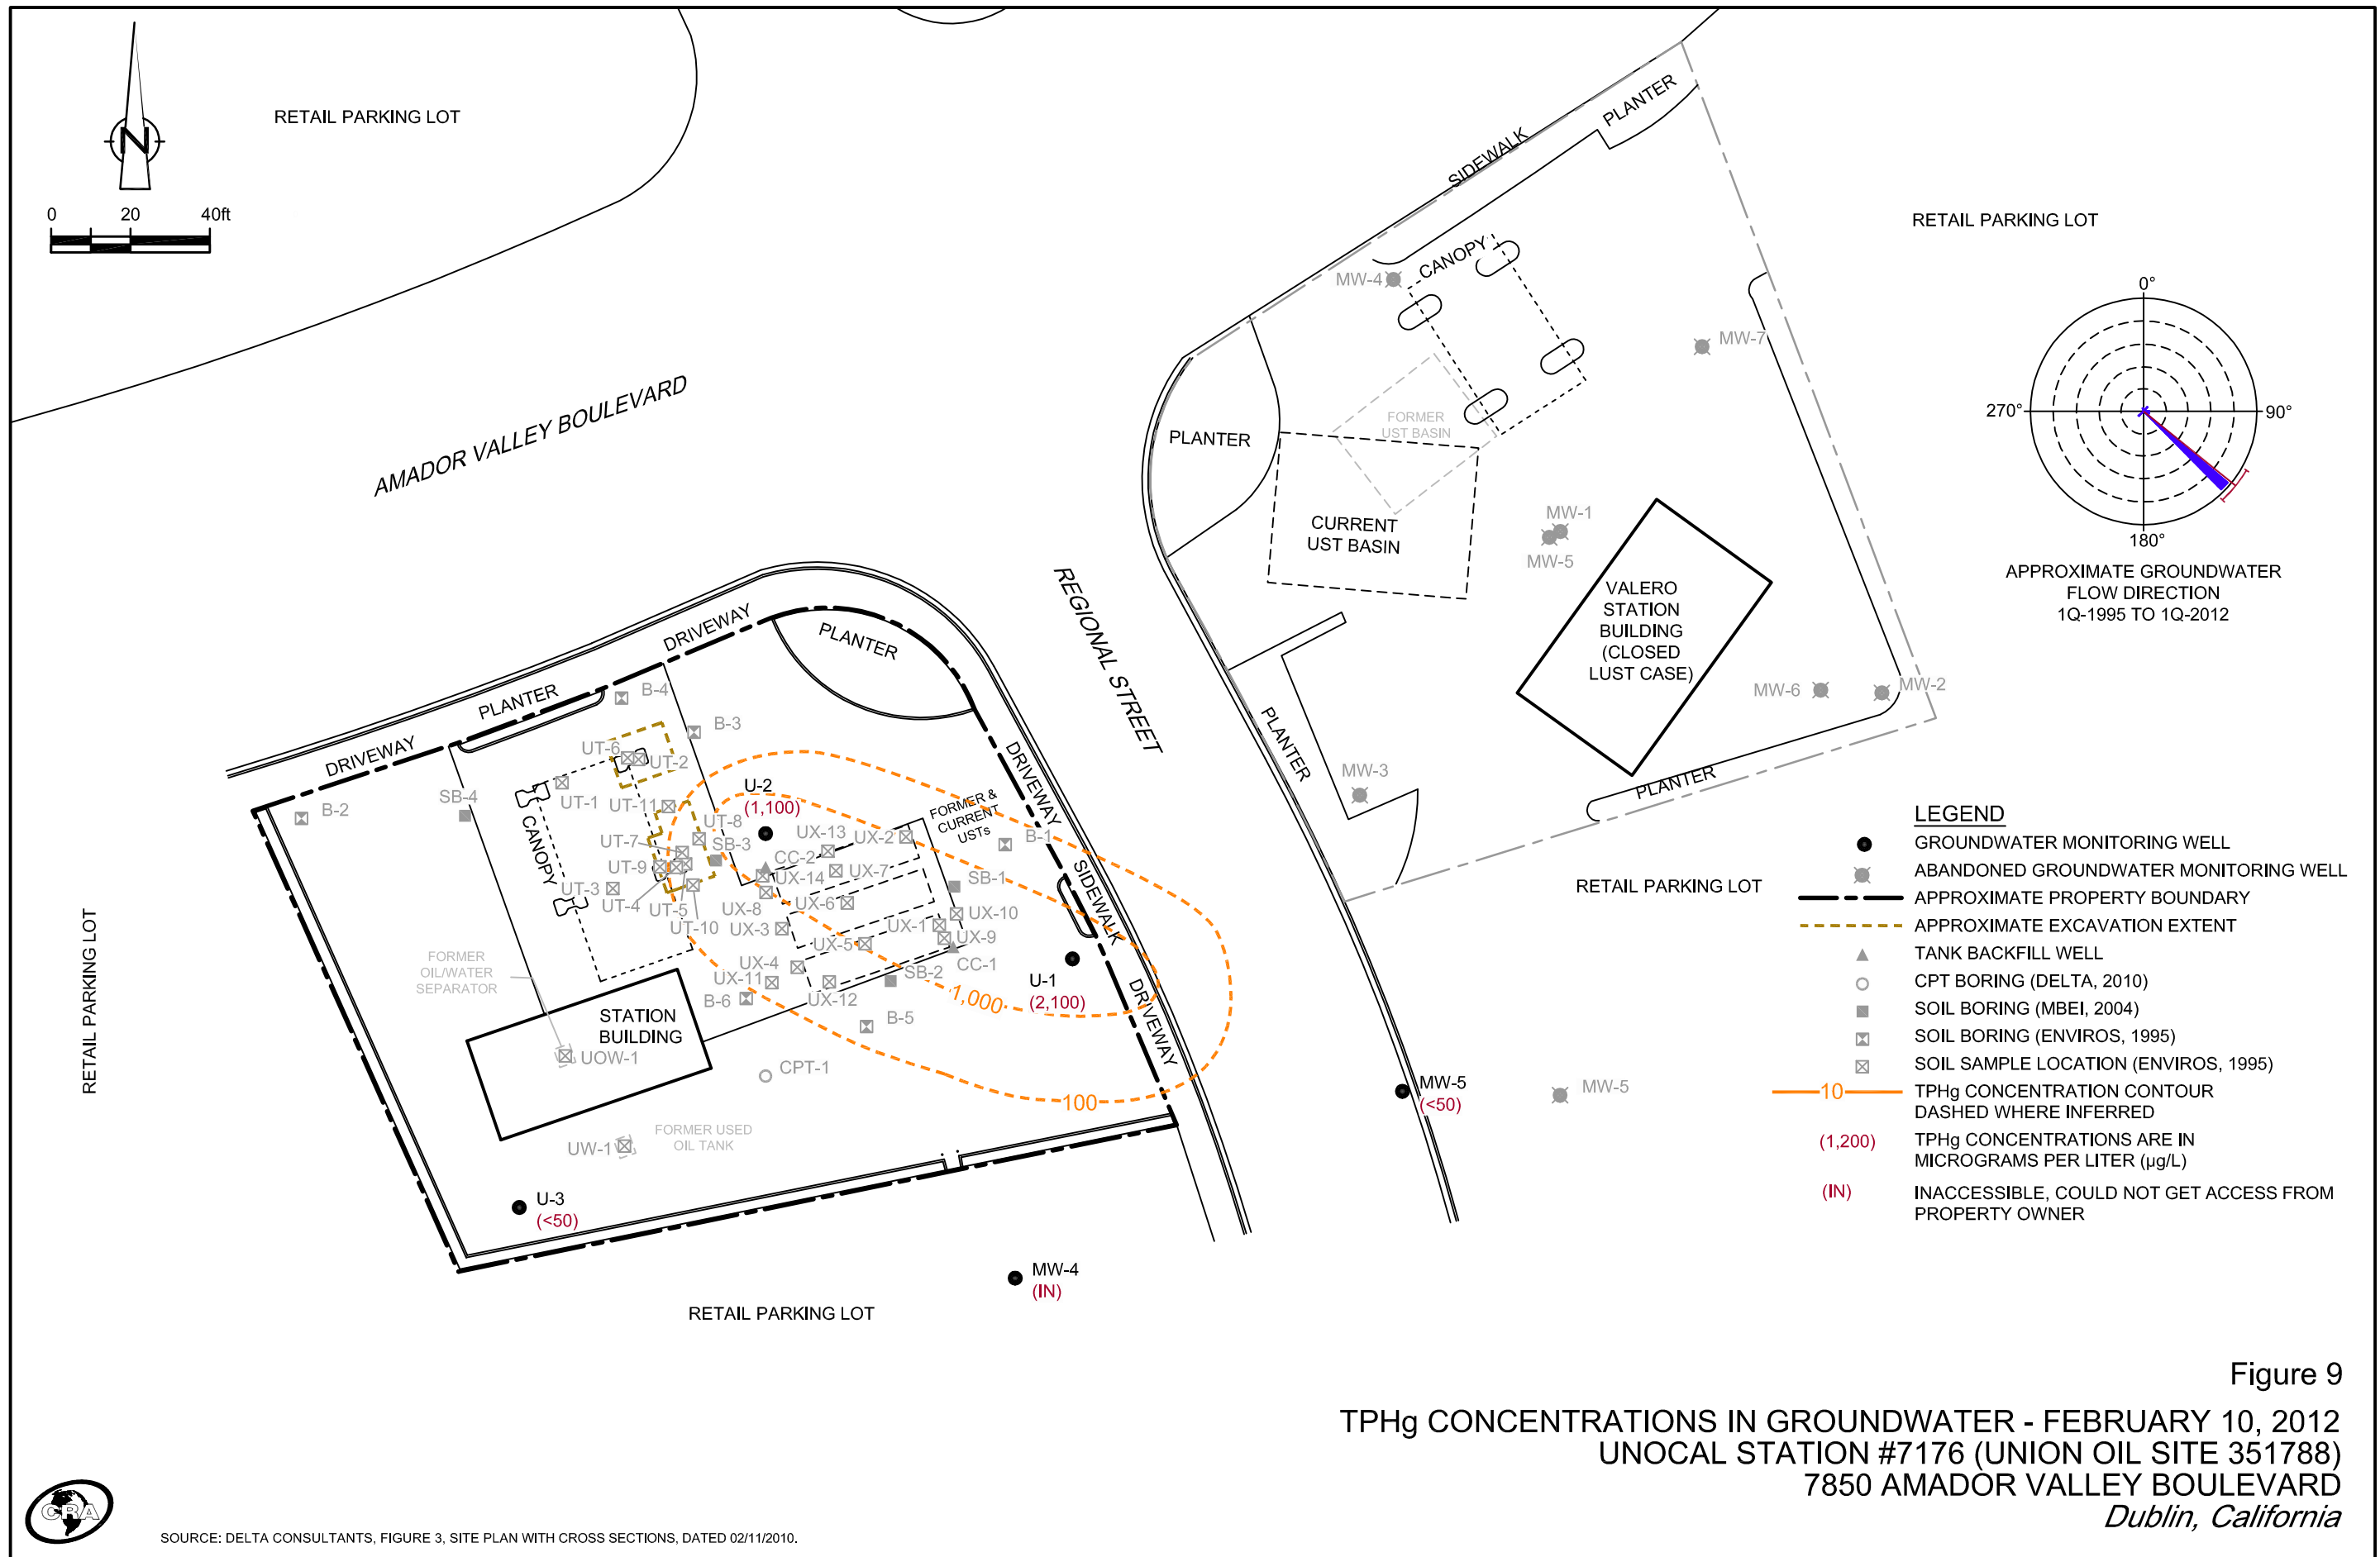 N
0 20 40ft
RETAIL PARKING LOT
AMADOR VALLEY BOULEVARD
REGIONAL STREET
SIDEWALK
PLANTER
RETAIL PARKING LOT
MW-4
CANOPY
MW-7
PLANTER
FORMER
UST BASIN
CURRENT
UST BASIN
MW-1
MW-5
VALERO
STATION
BUILDING
(CLOSED
LUST CASE)
MW-6
MW-2
PLANTER
MW-3
PLANTER
RETAIL PARKING LOT
0°
270°
90°
180°
APPROXIMATE GROUNDWATER
FLOW DIRECTION
1Q-1995 TO 1Q-2012
DRIVEWAY
PLANTER
DRIVEWAY
PLANTER
DRIVEWAY
SIDEWALK
DRIVEWAY
B-4
B-3
UT-6
UT-2
B-2
SB-4
UT-1
UT-11
U-2
(1,100)
FORMER &
CURRENT
USTs
CANOPY
UT-8
UT-7
SB-3
UX-13
UX-2
B-1
CC-2
UT-9
UX-14
UX-7
SB-1
UT-3
UT-4
UT-5
UX-8
UX-6
UX-10
UT-10
UX-3
UX-1
UX-9
UX-5
CC-1
FORMER
OIL/WATER
SEPARATOR
UX-4
UX-11
SB-2
U-1
(2,100)
B-6
UX-12
1,000
B-5
STATION
BUILDING
UOW-1
CPT-1
100
MW-5
(<50)
MW-5
FORMER USED
OIL TANK
UW-1
U-3
(<50)
MW-4
(IN)
RETAIL PARKING LOT
RETAIL PARKING LOT
LEGEND
GROUNDWATER MONITORING WELL
ABANDONED GROUNDWATER MONITORING WELL
APPROXIMATE PROPERTY BOUNDARY
APPROXIMATE EXCAVATION EXTENT
TANK BACKFILL WELL
CPT BORING (DELTA, 2010)
SOIL BORING (MBEI, 2004)
SOIL BORING (ENVIROS, 1995)
SOIL SAMPLE LOCATION (ENVIROS, 1995)
10 TPHg CONCENTRATION CONTOUR
DASHED WHERE INFERRED
(1,200) TPHg CONCENTRATIONS ARE IN
MICROGRAMS PER LITER (µg/L)
(IN) INACCESSIBLE, COULD NOT GET ACCESS FROM
PROPERTY OWNER
Figure 9
TPHg CONCENTRATIONS IN GROUNDWATER - FEBRUARY 10, 2012
UNOCAL STATION #7176 (UNION OIL SITE 351788)
7850 AMADOR VALLEY BOULEVARD
Dublin, California
CRA
SOURCE: DELTA CONSULTANTS, FIGURE 3, SITE PLAN WITH CROSS SECTIONS, DATED 02/11/2010.